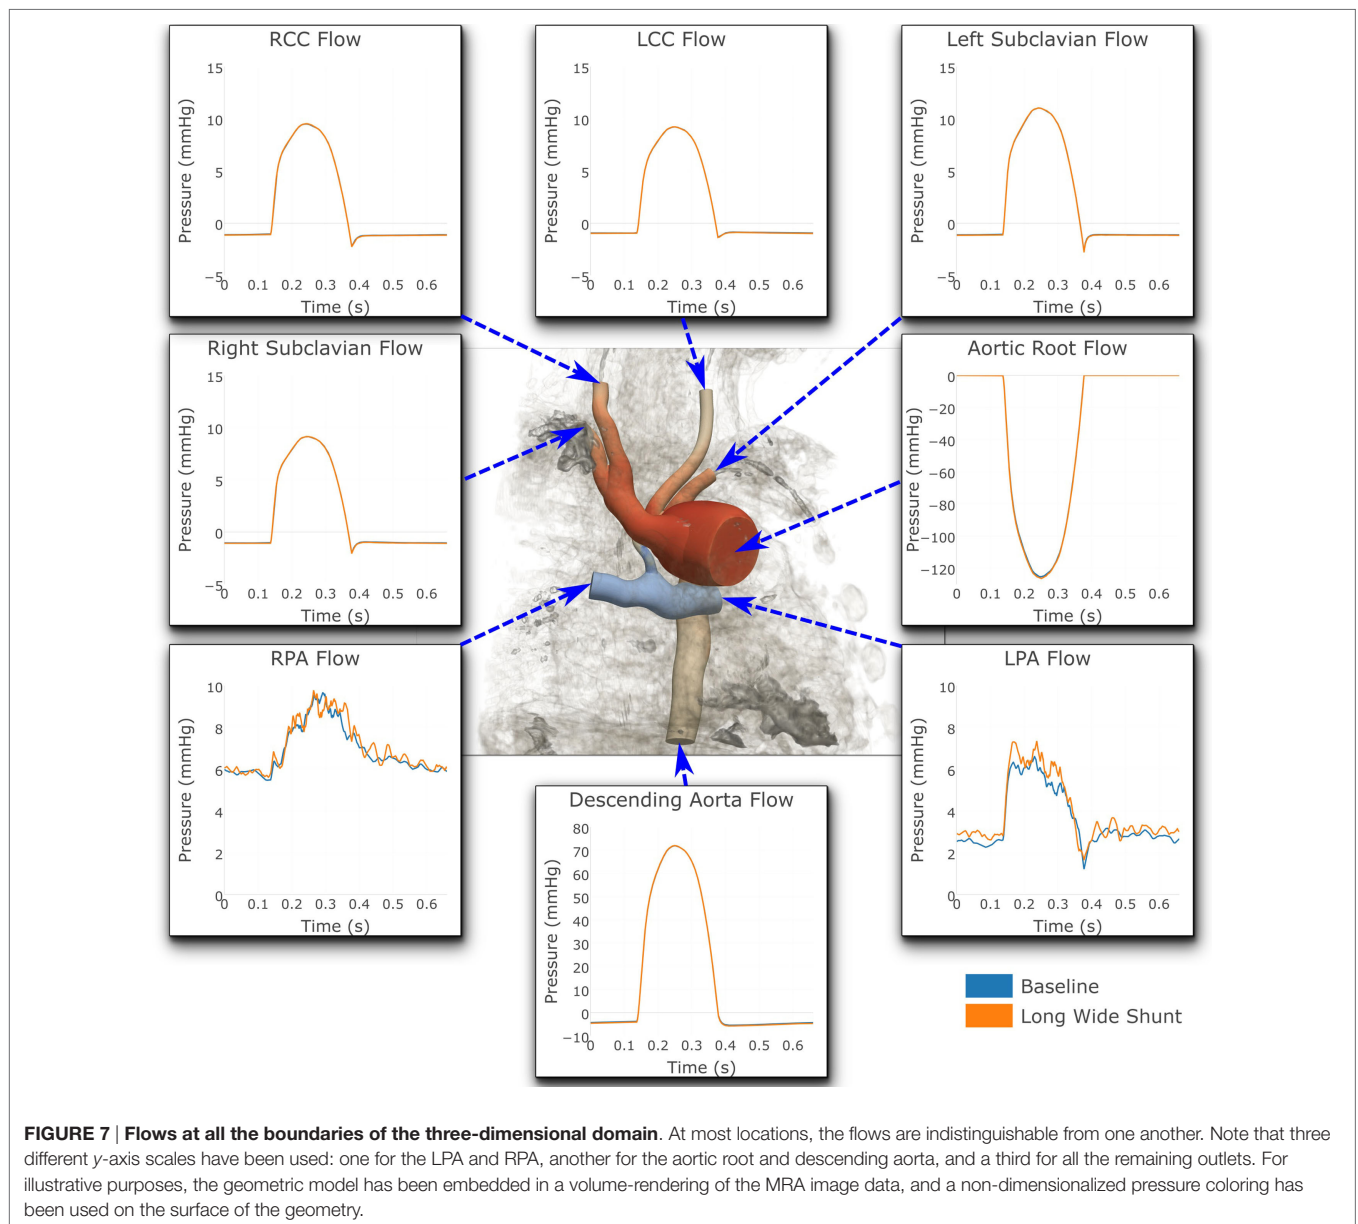 RCC Flow
Pressure (mmHg)
15
10
5
0
−5
0 0.1 0.2 0.3 0.4 0.5 0.6
Time (s)
LCC Flow
Pressure (mmHg)
15
10
5
0
−5
0 0.1 0.2 0.3 0.4 0.5 0.6
Time (s)
Left Subclavian Flow
Pressure (mmHg)
15
10
5
0
−5
0 0.1 0.2 0.3 0.4 0.5 0.6
Time (s)
Right Subclavian Flow
Pressure (mmHg)
15
10
5
0
−5
0 0.1 0.2 0.3 0.4 0.5 0.6
Time (s)
Aortic Root Flow
Pressure (mmHg)
0
−20
−40
−60
−80
−100
−120
0 0.1 0.2 0.3 0.4 0.5 0.6
Time (s)
RPA Flow
Pressure (mmHg)
10
8
6
4
2
0
0 0.1 0.2 0.3 0.4 0.5 0.6
Time (s)
LPA Flow
Pressure (mmHg)
10
8
6
4
2
0
0 0.1 0.2 0.3 0.4 0.5 0.6
Time (s)
Descending Aorta Flow
Pressure (mmHg)
80
70
60
50
40
30
20
10
0
−10
0 0.1 0.2 0.3 0.4 0.5 0.6
Time (s)
Baseline
Long Wide Shunt
FIGURE 7 | Flows at all the boundaries of the three-dimensional domain. At most locations, the flows are indistinguishable from one another. Note that three
different y-axis scales have been used: one for the LPA and RPA, another for the aortic root and descending aorta, and a third for all the remaining outlets. For
illustrative purposes, the geometric model has been embedded in a volume-rendering of the MRA image data, and a non-dimensionalized pressure coloring has
been used on the surface of the geometry.